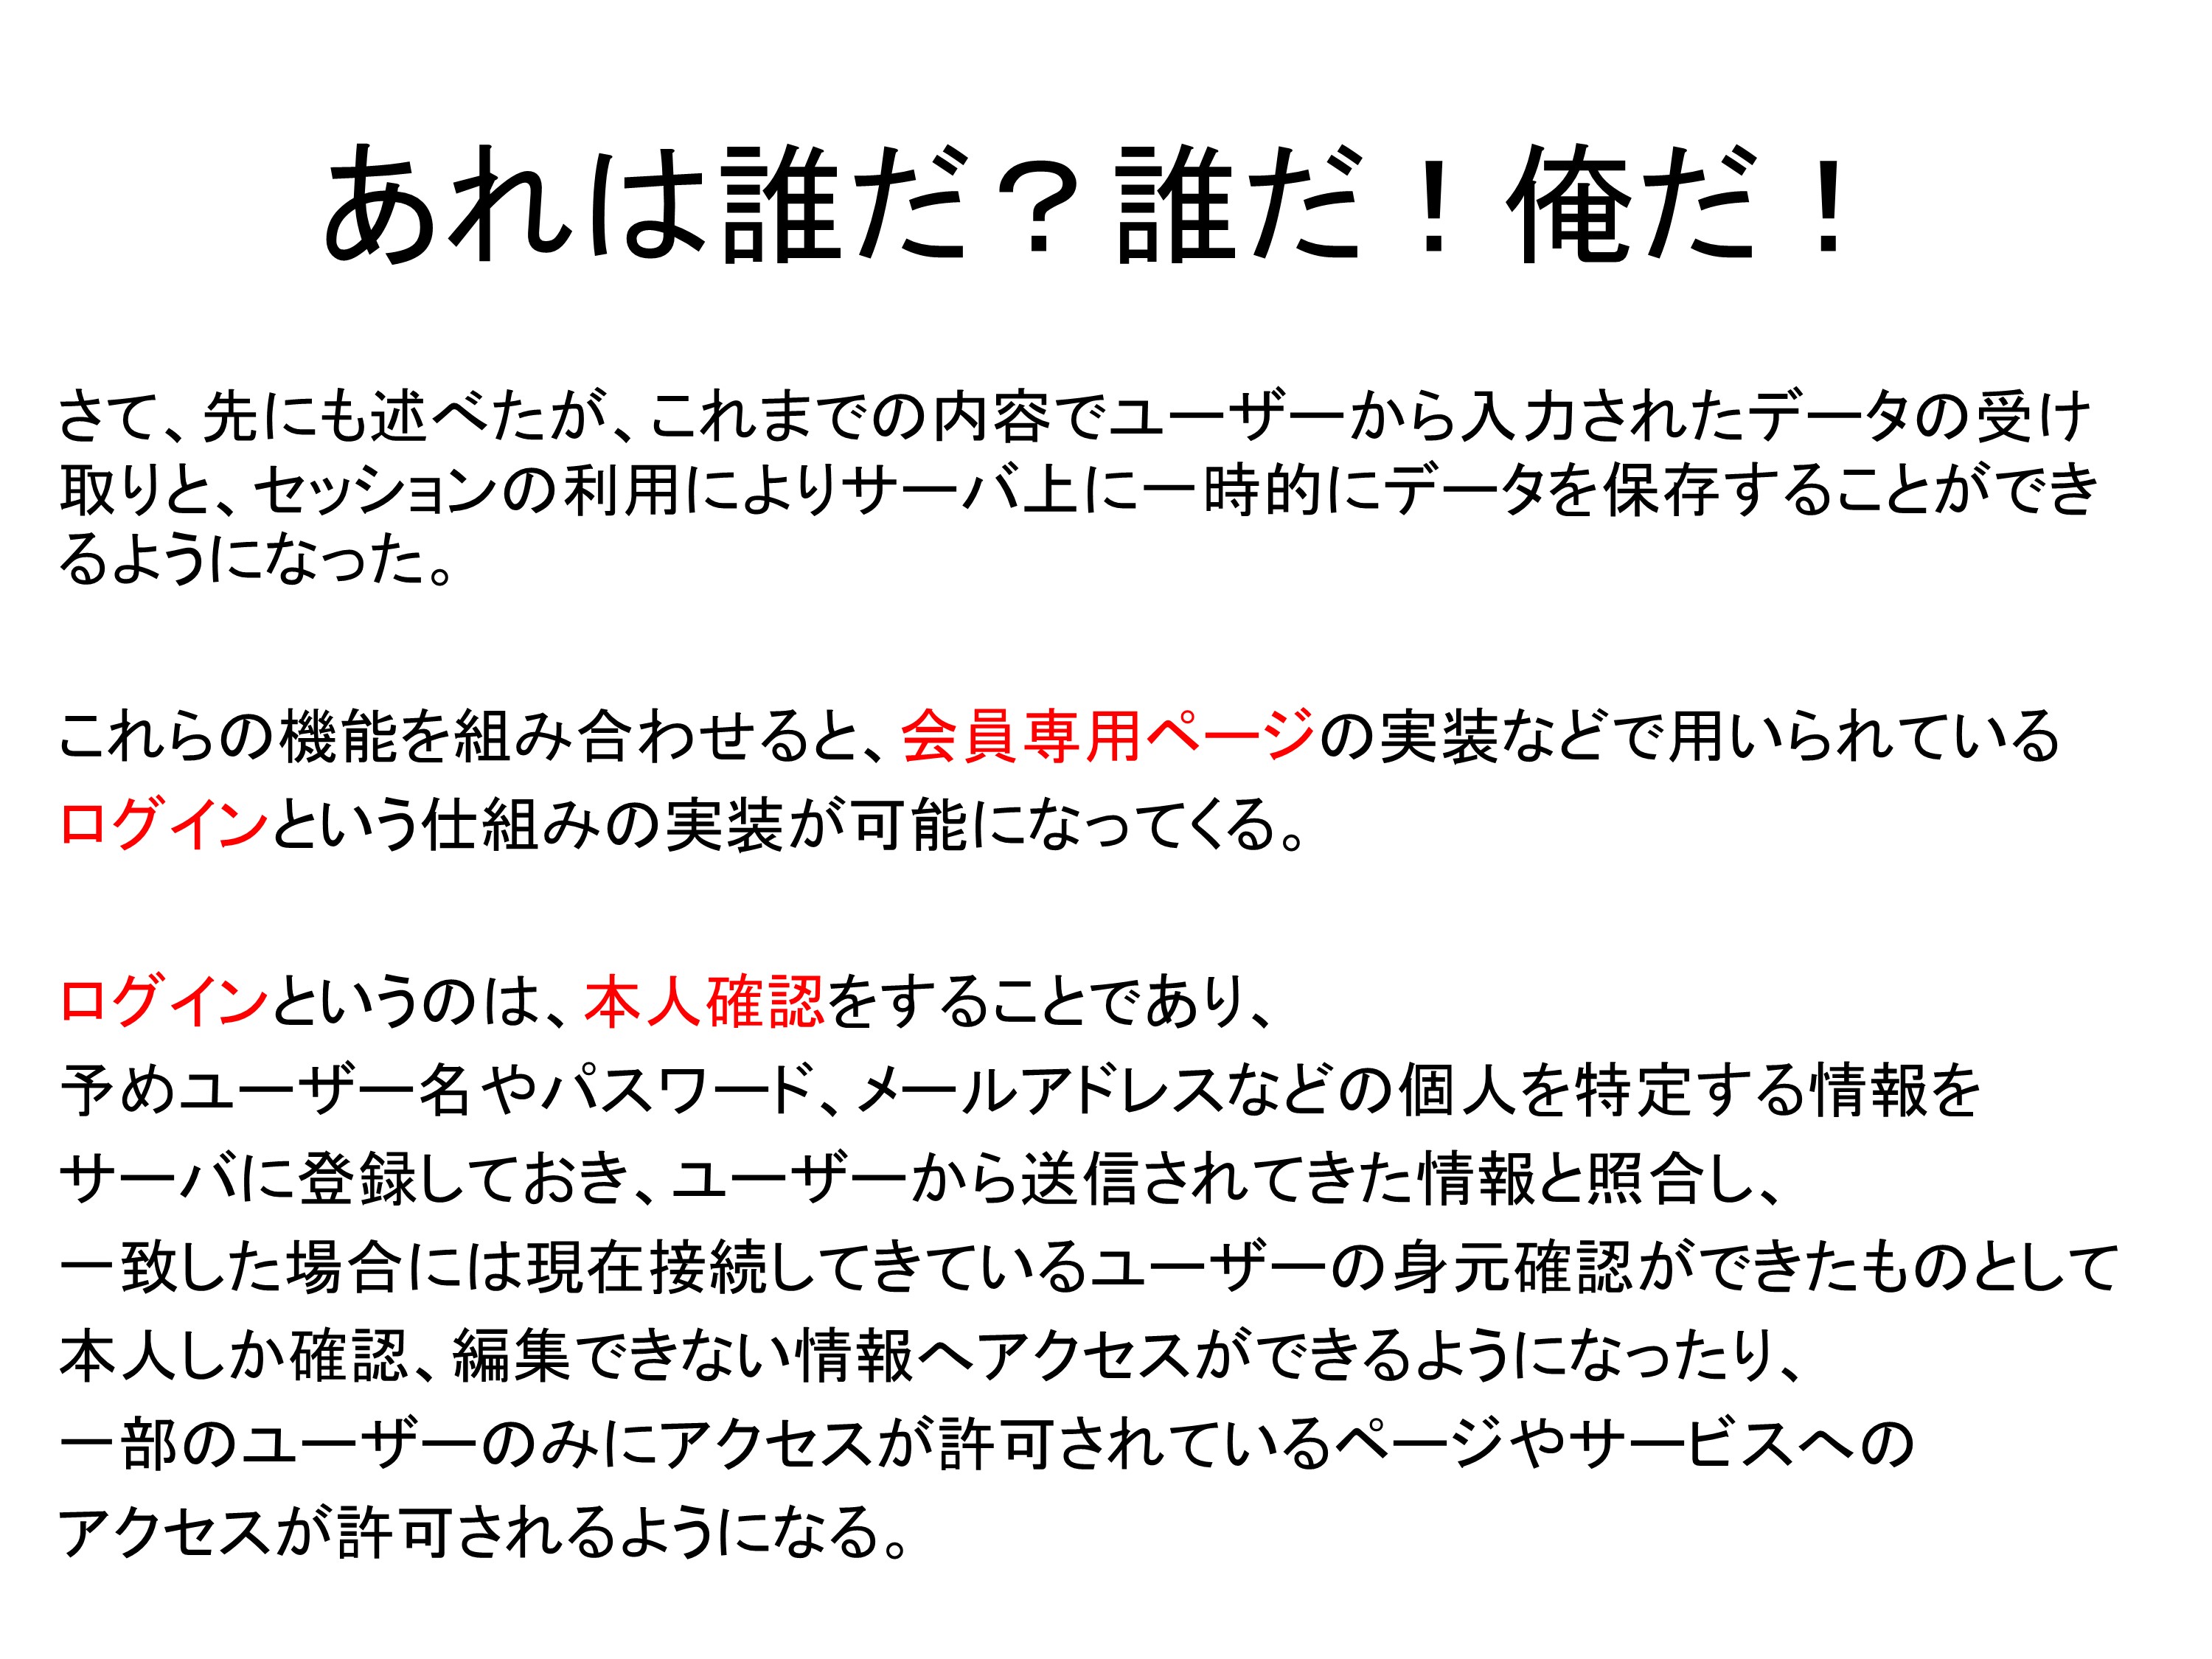 あれは誰だ？誰だ！俺だ！
さて、先にも述べたが、これまでの内容でユーザーから入力されたデータの受け
取りと、セッションの利用によりサーバ上に一時的にデータを保存することができ
るようになった。
これらの機能を組み合わせると、会員専用ページの実装などで用いられている
ログインという仕組みの実装が可能になってくる。
ログインというのは、本人確認をすることであり、
予めユーザー名やパスワード、メールアドレスなどの個人を特定する情報を
サーバに登録しておき、ユーザーから送信されてきた情報と照合し、
一致した場合には現在接続してきているユーザーの身元確認ができたものとして
本人しか確認、編集できない情報へアクセスができるようになったり、
一部のユーザーのみにアクセスが許可されているページやサービスへの
アクセスが許可されるようになる。